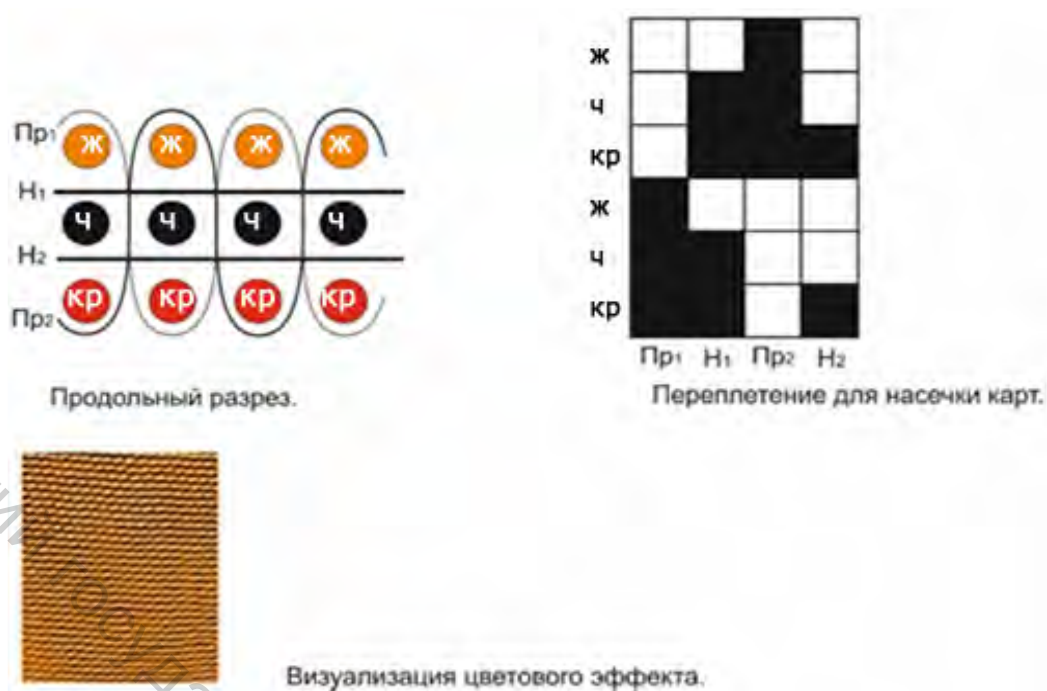 Пр1 ж ж ж ж
Н1
ч ч ч ч
Н2
Пр2 кр кр кр кр
Продольный разрез.
ж
ч
кр
ж
ч
кр
Пр1 Н1 Пр2 Н2
Переплетение для насечки карт.
Визуализация цветового эффекта.